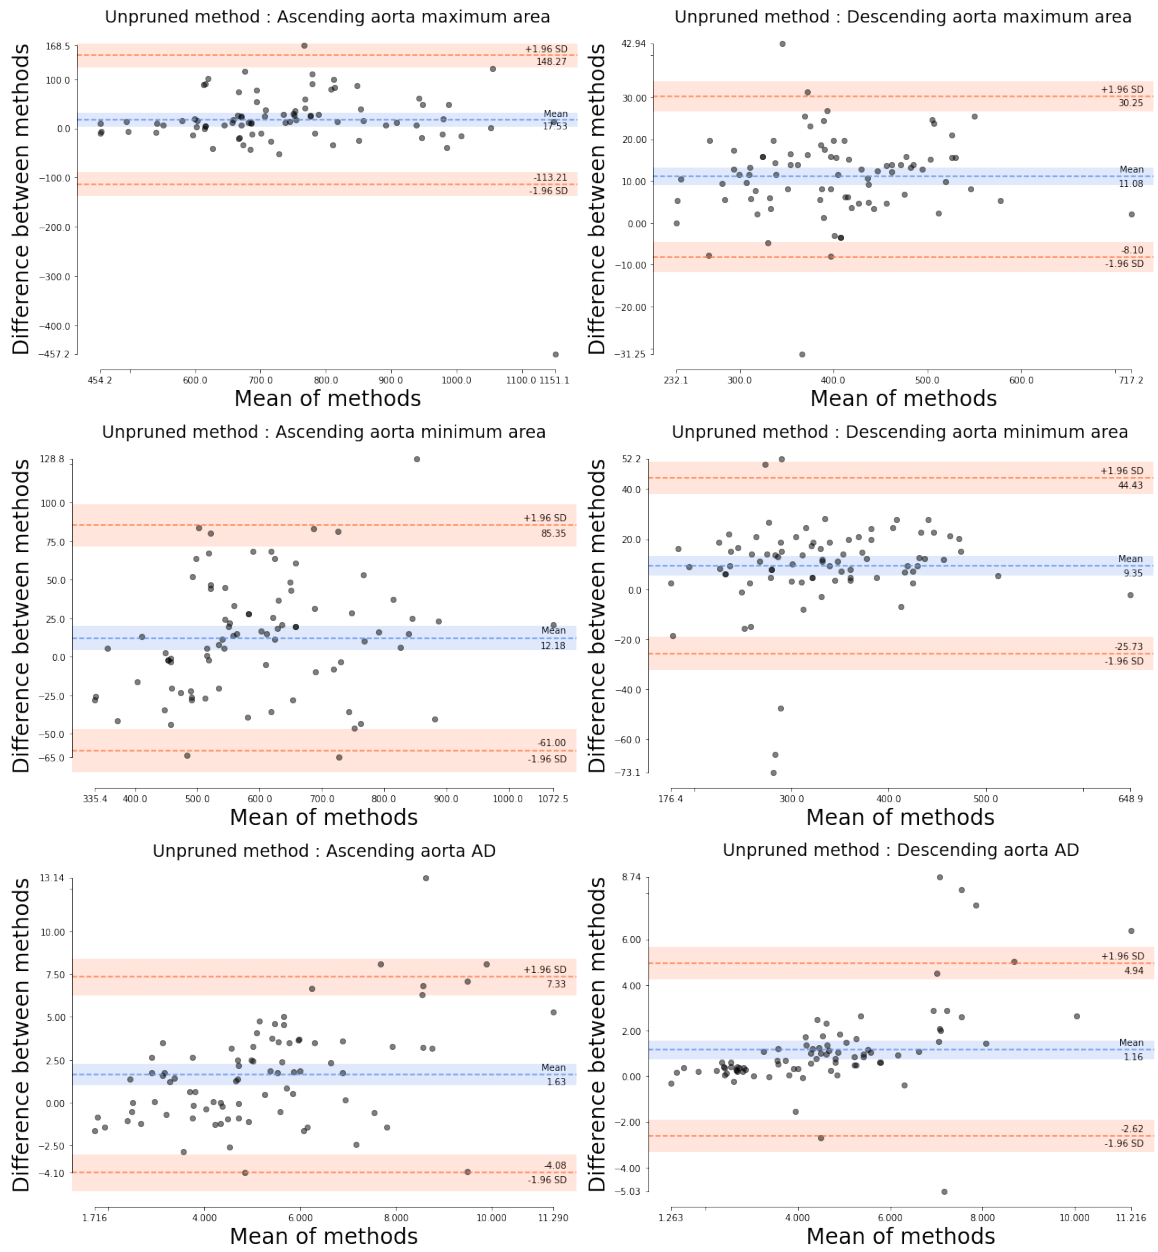 Unpruned method : Ascending aorta maximum area
168.5
100.0
0.0
−100.0
−200.0
−300.0
−400.0
−457.2
Difference between methods
+1.96 SD
148.27
Mean
17.53
-113.21
-1.96 SD
454.2
600.0
700.0
800.0
900.0
1000.0
1100.0
1151.1
Mean of methods
Unpruned method : Descending aorta maximum area
42.94
30.00
20.00
10.00
0.00
−10.00
−20.00
−31.25
Difference between methods
+1.96 SD
30.25
Mean
11.08
-8.10
-1.96 SD
232.1
300.0
400.0
500.0
600.0
717.2
Mean of methods
Unpruned method : Ascending aorta minimum area
128.8
100.0
75.0
50.0
25.0
0.0
−25.0
−50.0
−65.0
Difference between methods
+1.96 SD
85.35
Mean
12.18
-61.00
-1.96 SD
335.4
400.0
500.0
600.0
700.0
800.0
900.0
1000.0
1072.5
Mean of methods
Unpruned method : Descending aorta minimum area
52.2
40.0
20.0
0.0
−20.0
−40.0
−60.0
−73.1
Difference between methods
+1.96 SD
44.43
Mean
9.35
-25.73
-1.96 SD
176.4
300.0
400.0
500.0
648.9
Mean of methods
Unpruned method : Ascending aorta AD
13.14
7.50
5.00
2.50
0.00
−2.50
−4.10
Difference between methods
+1.96 SD
7.33
Mean
1.63
-4.08
-1.96 SD
1.716
4.000
6.000
10.000
11.290
Mean of methods
Unpruned method : Descending aorta AD
8.74
6.00
4.00
2.00
0.00
−2.00
−4.00
−5.03
Difference between methods
+1.96 SD
4.94
Mean
1.16
-2.62
-1.96 SD
1.263
4.000
6.000
8.000
10.000
11.216
Mean of methods